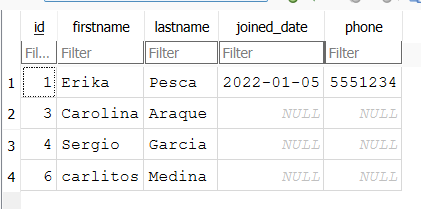 id firstname lastname joined_date phone
Fil... Filter Filter Filter Filter
1 1 Erika Pesca 2022-01-05 5551234
2 3 Carolina Araque NULL NULL
3 4 Sergio Garcia NULL NULL
4 6 carlitos Medina NULL NULL